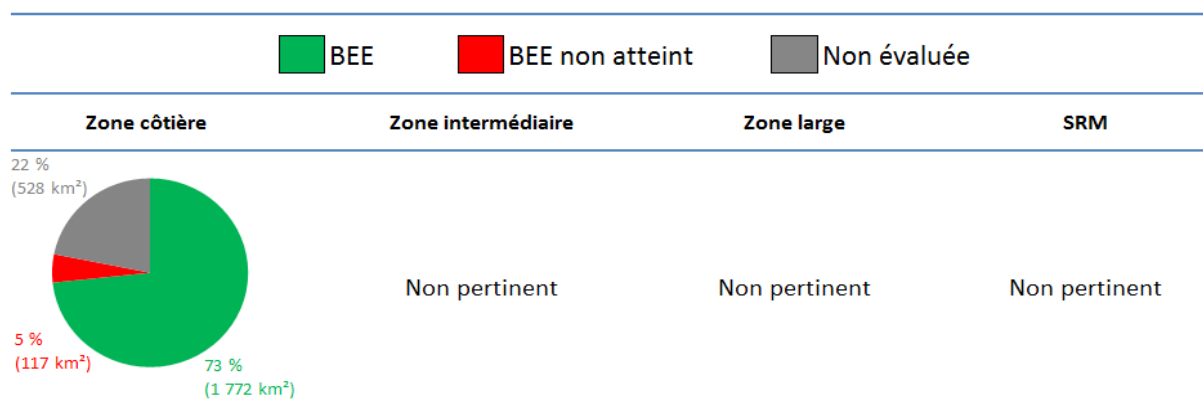 BEE BEE non atteint Non évaluée
Zone côtière Zone intermédiaire Zone large SRM
22 %
(528 km²)
Non pertinent Non pertinent Non pertinent
5 %
(117 km²)
73 %
(1 772 km²)